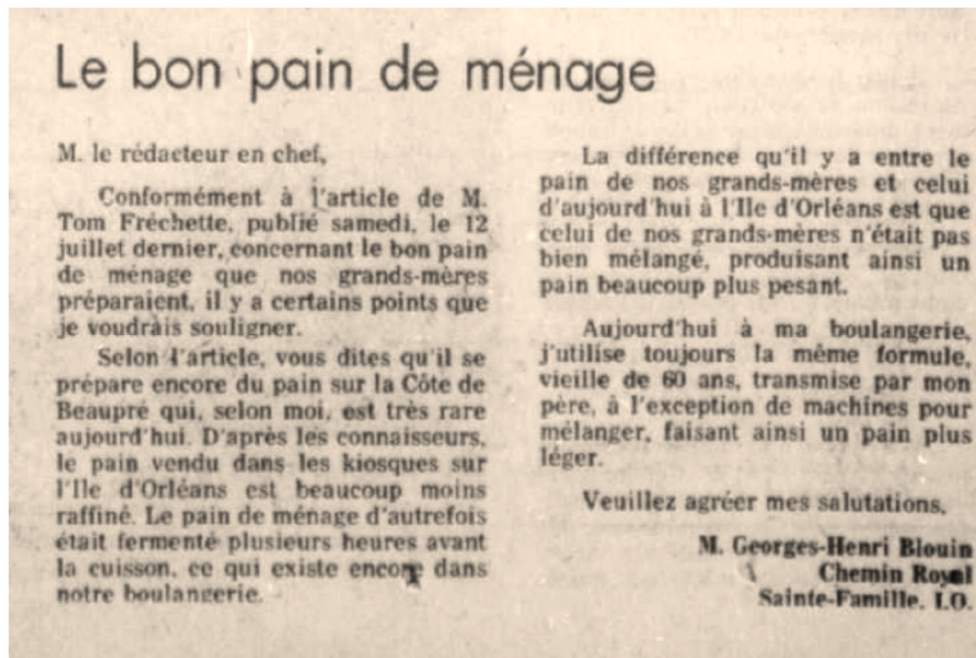 Le bon pain de ménage
M. le rédacteur en chef,
Conformément à l'article de M.
Tom Fréchette, publié samedi, le 12
juillet dernier, concernant le bon pain
de ménage que nos grands-mères
préparaient, il y a certains points que
je voudrais souligner.
Selon l'article, vous dites qu'il se
prépare encore du pain sur la Côte de
Beaupré qui, selon moi, est très rare
aujourd'hui. D'après les connaisseurs,
le pain vendu dans les kiosques sur
l'Ile d'Orléans est beaucoup moins
raffiné. Le pain de ménage d'autrefois
était fermenté plusieurs heures avant
la cuisson, ce qui existe encore dans
notre boulangerie.
La différence qu'il y a entre le
pain de nos grands-mères et celui
d'aujourd'hui à l'Ile d'Orléans est que
celui de nos grands-mères n'était pas
bien mélangé, produisant ainsi un
pain beaucoup plus pesant.
Aujourd'hui à ma boulangerie,
j'utilise toujours la même formule,
vieille de 60 ans, transmise par mon
père, à l'exception de machines pour
mélanger, faisant ainsi un pain plus
léger.
Veuillez agréer mes salutations,
M. Georges-Henri Blouin
Chemin Royal
Sainte-Famille, I.O.